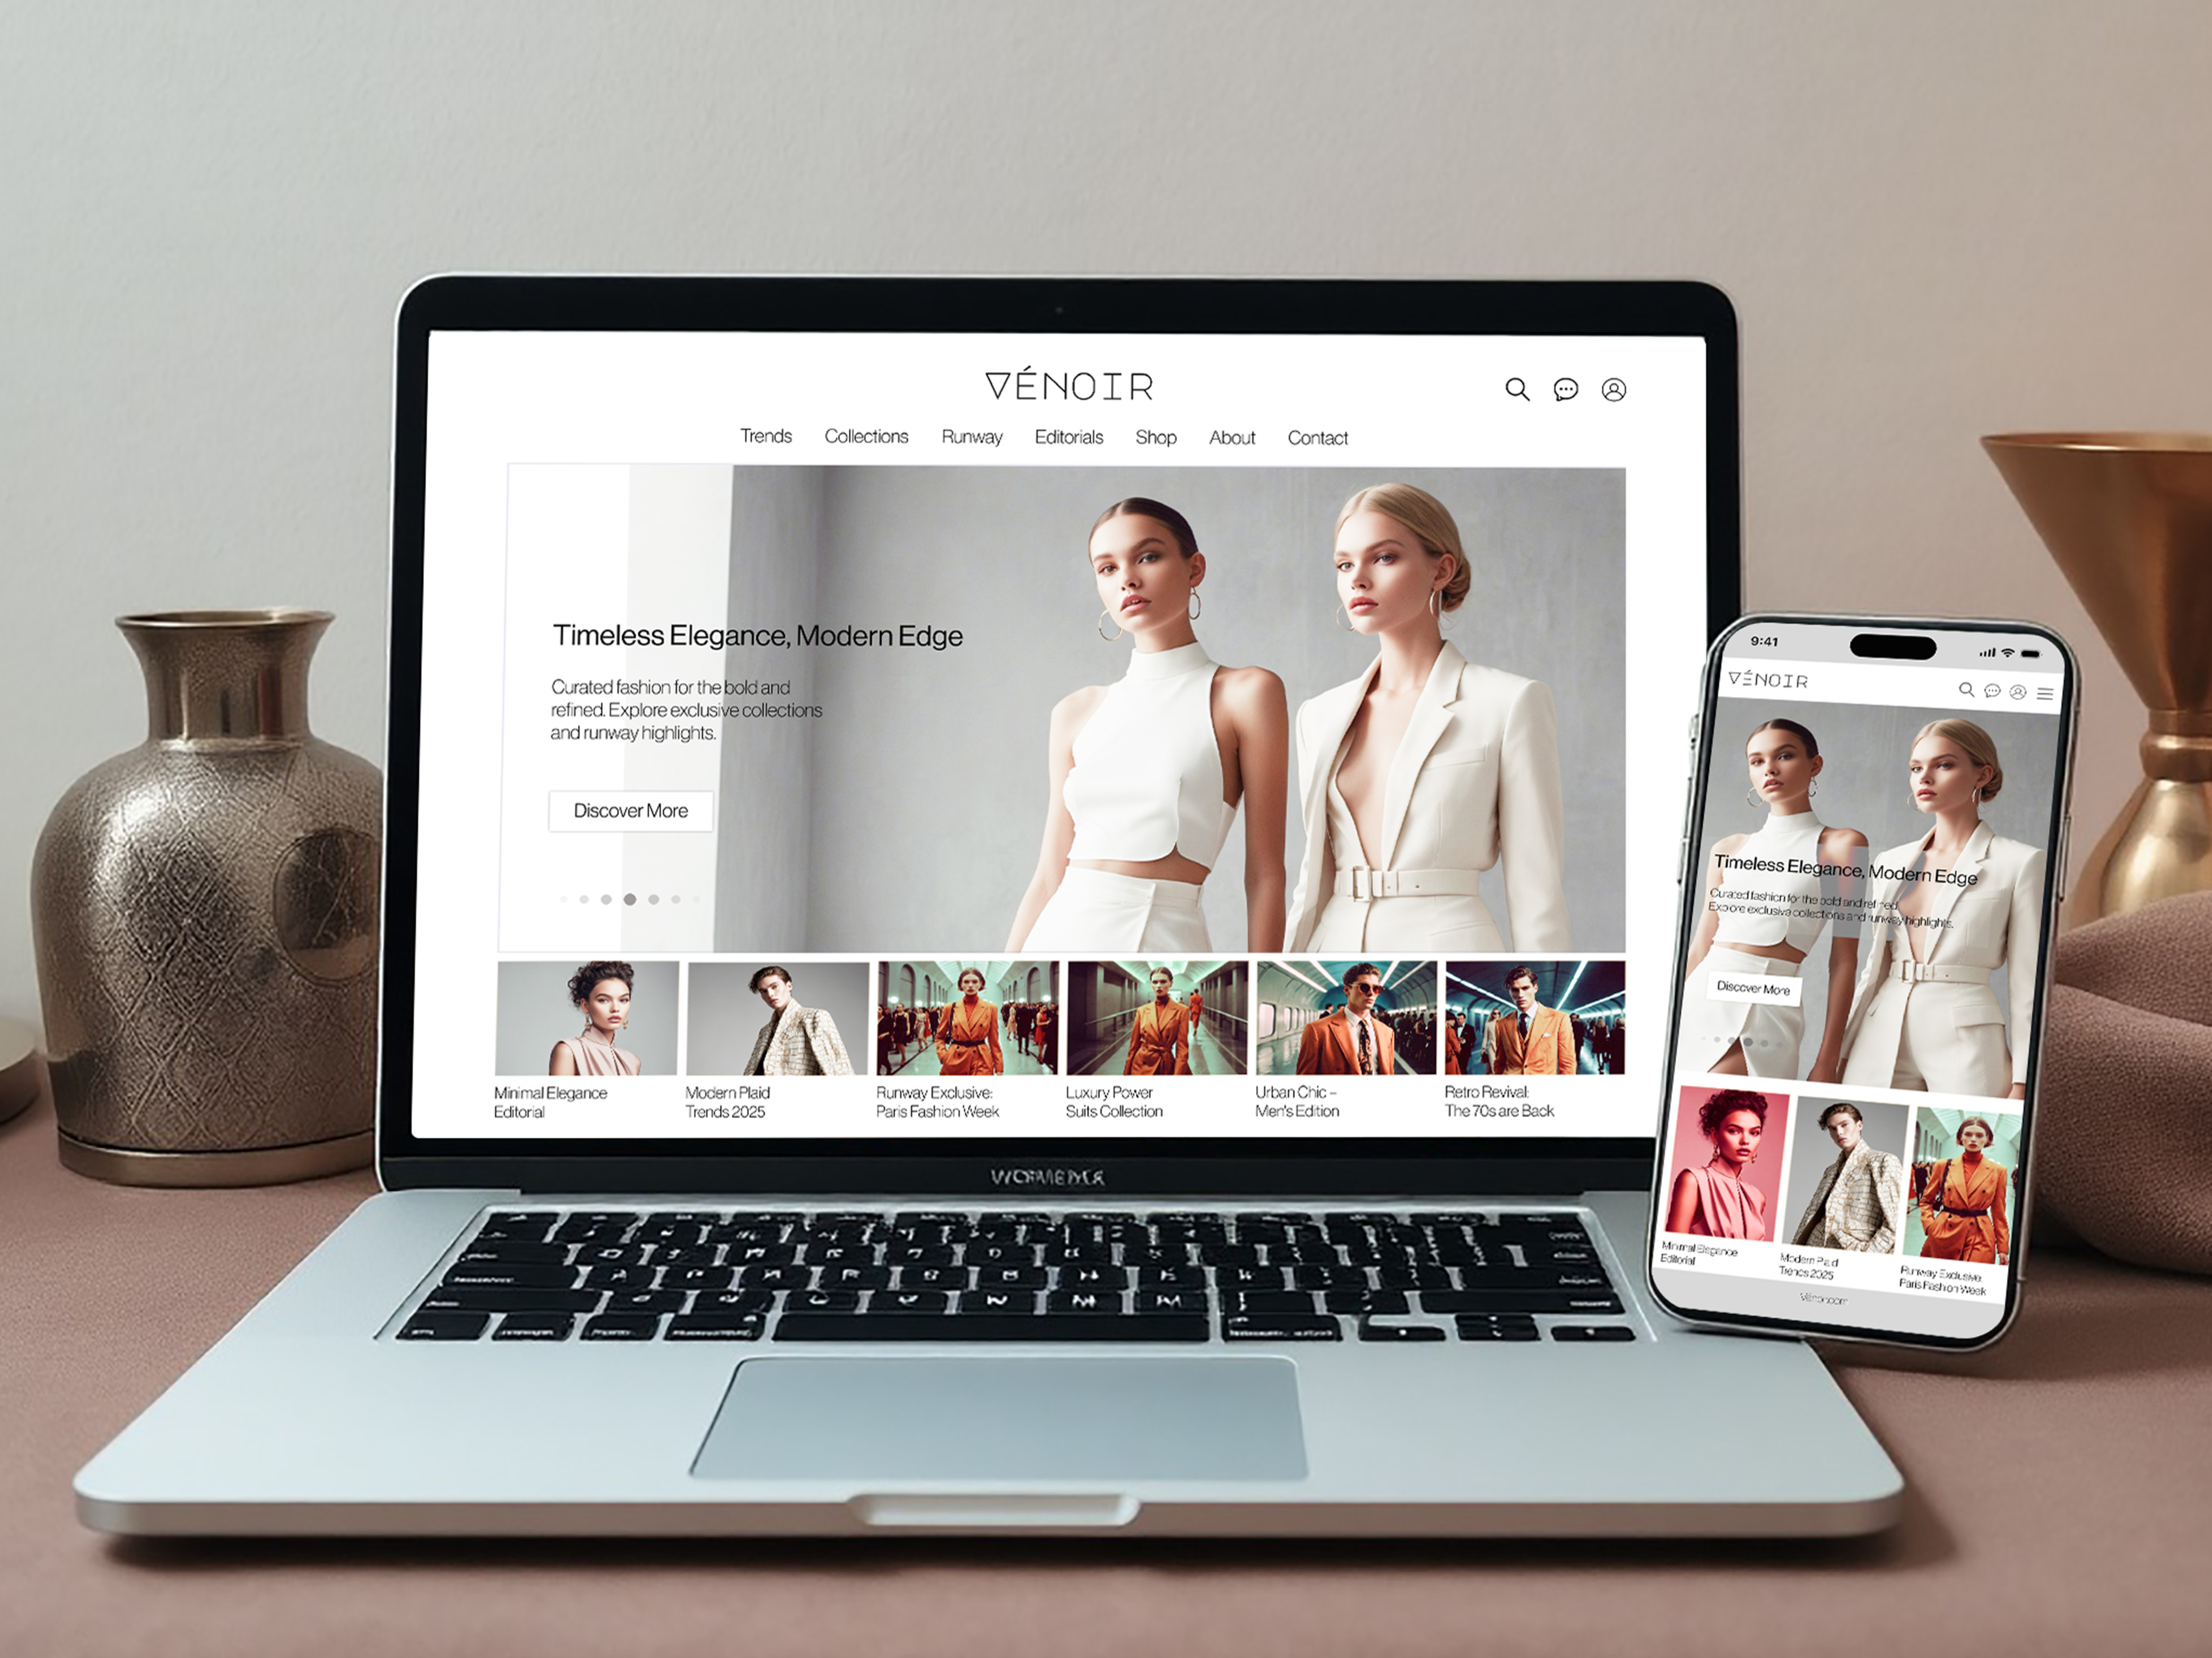 VÉNOIR
Trends Collections Runway Editorials Shop About Contact
Timeless Elegance, Modern Edge
Curated fashion for the bold and
refined. Explore exclusive collections
and runway highlights.
Discover More
Minimal Elegance
Editorial
Modern Plaid
Trends 2025
Runway Exclusive:
Paris Fashion Week
Luxury Power
Suits Collection
Urban Chic –
Men's Edition
Retro Revival:
The 70s are Back
9:41
VÉNOIR
Timeless Elegance, Modern Edge
Curated fashion for the bold and refined.
Explore exclusive collections and runway highlights.
Discover More
Minimal Elegance
Editorial
Modern Plaid
Trends 2025
Runway Exclusive:
Paris Fashion Week